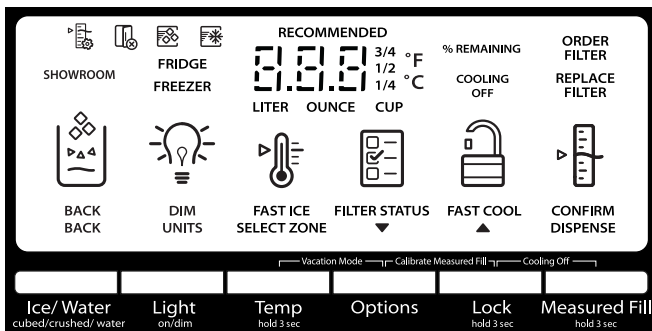 RECOMMENDED
SHOWROOM
FRIDGE
FREEZER
8.8.8
3/4
1/2
1/4
°F
°C
LITER OUNCE CUP
% REMAINING
COOLING
OFF
ORDER
FILTER
REPLACE
FILTER
BACK
BACK
DIM
UNITS
FAST ICE
SELECT ZONE
FILTER STATUS
FAST COOL
CONFIRM
DISPENSE
Vacation Mode
Calibrate
Measured Fill
Cooling Off
Ice/ Water
cubed/crushed/ water
Light
on/dim
Temp
hold 3 sec
Options
Lock
hold 3 sec
Measured Fill
hold 3 sec